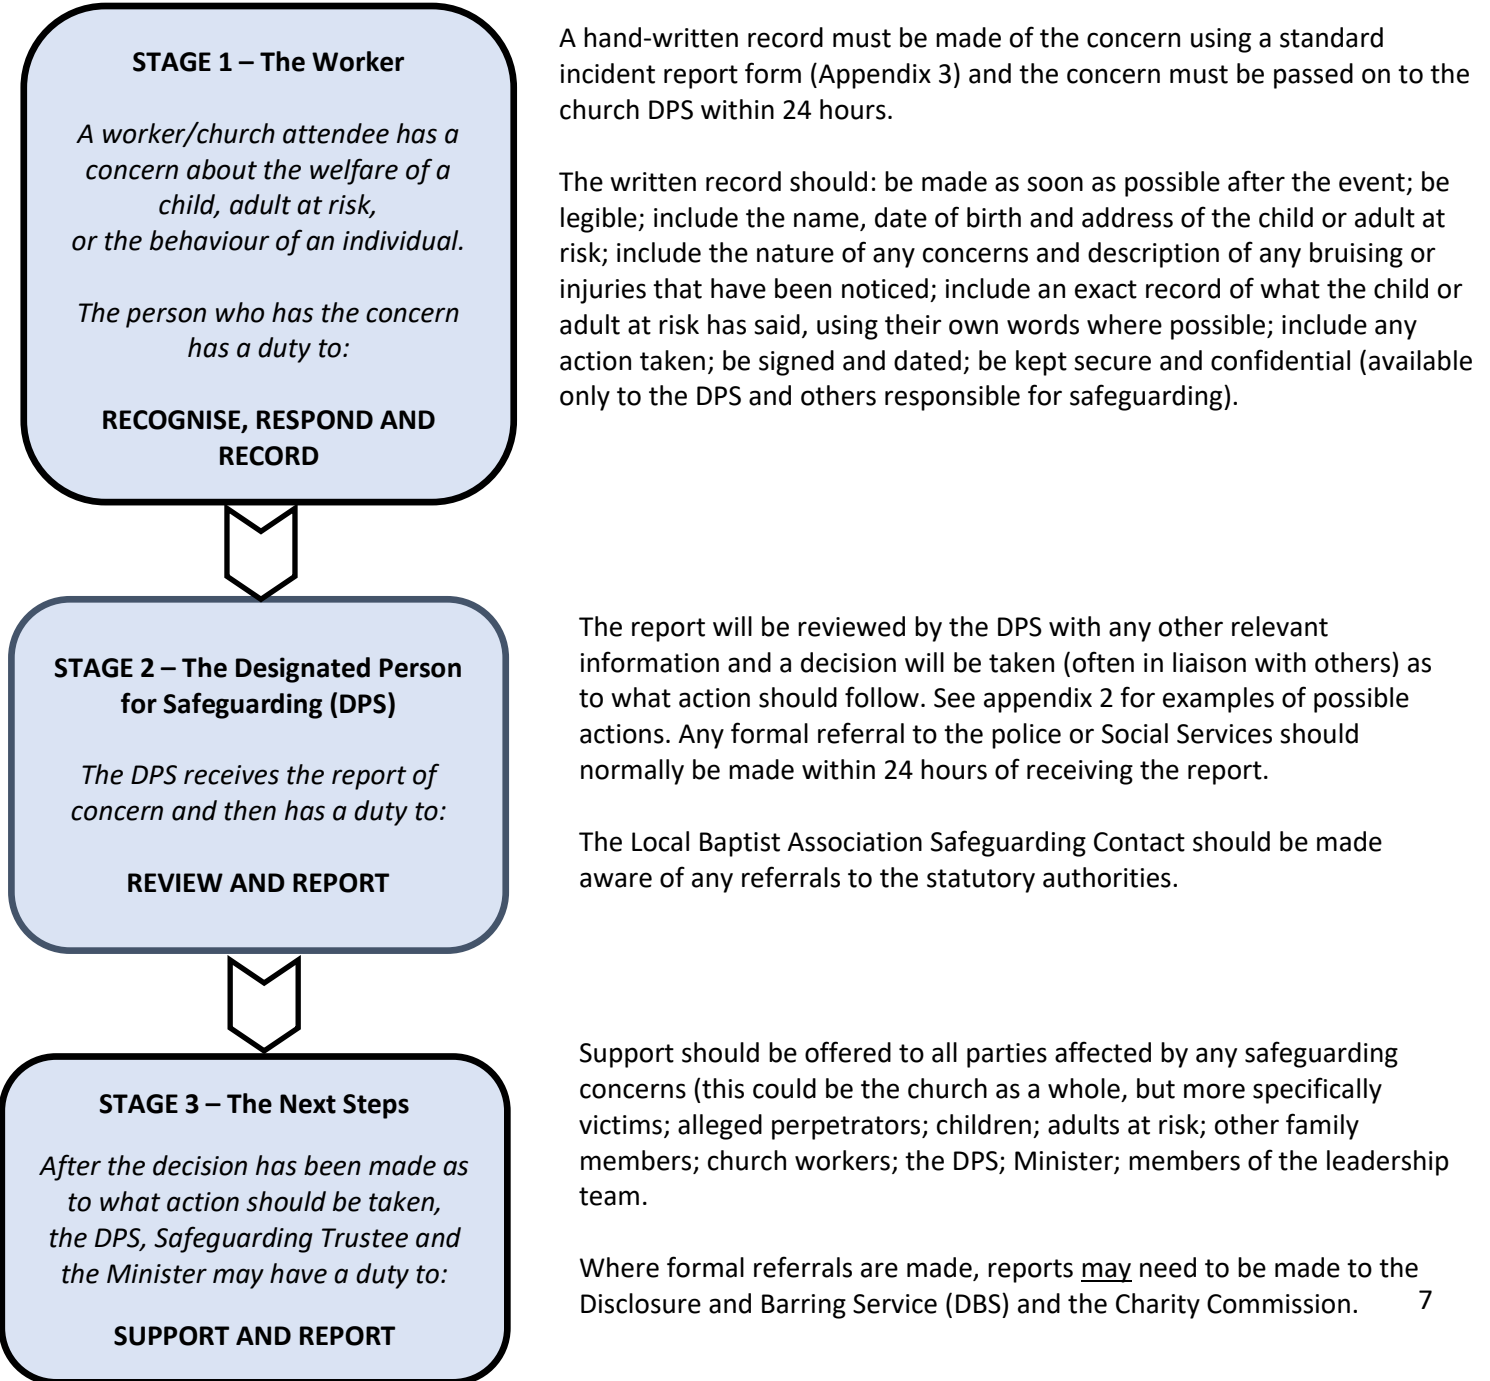 STAGE 1 – The Worker
A worker/church attendee has a
concern about the welfare of a
child, adult at risk,
or the behaviour of an individual.
The person who has the concern
has a duty to:
RECOGNISE, RESPOND AND
RECORD
A hand-written record must be made of the concern using a standard
incident report form (Appendix 3) and the concern must be passed on to the
church DPS within 24 hours.
The written record should: be made as soon as possible after the event; be
legible; include the name, date of birth and address of the child or adult at
risk; include the nature of any concerns and description of any bruising or
injuries that have been noticed; include an exact record of what the child or
adult at risk has said, using their own words where possible; include any
action taken; be signed and dated; be kept secure and confidential (available
only to the DPS and others responsible for safeguarding).
STAGE 2 – The Designated Person
for Safeguarding (DPS)
The DPS receives the report of
concern and then has a duty to:
REVIEW AND REPORT
The report will be reviewed by the DPS with any other relevant
information and a decision will be taken (often in liaison with others) as
to what action should follow. See appendix 2 for examples of possible
actions. Any formal referral to the police or Social Services should
normally be made within 24 hours of receiving the report.
The Local Baptist Association Safeguarding Contact should be made
aware of any referrals to the statutory authorities.
STAGE 3 – The Next Steps
After the decision has been made as
to what action should be taken,
the DPS, Safeguarding Trustee and
the Minister may have a duty to:
SUPPORT AND REPORT
Support should be offered to all parties affected by any safeguarding
concerns (this could be the church as a whole, but more specifically
victims; alleged perpetrators; children; adults at risk; other family
members; church workers; the DPS; Minister; members of the leadership
team.
Where formal referrals are made, reports may need to be made to the
Disclosure and Barring Service (DBS) and the Charity Commission.
7